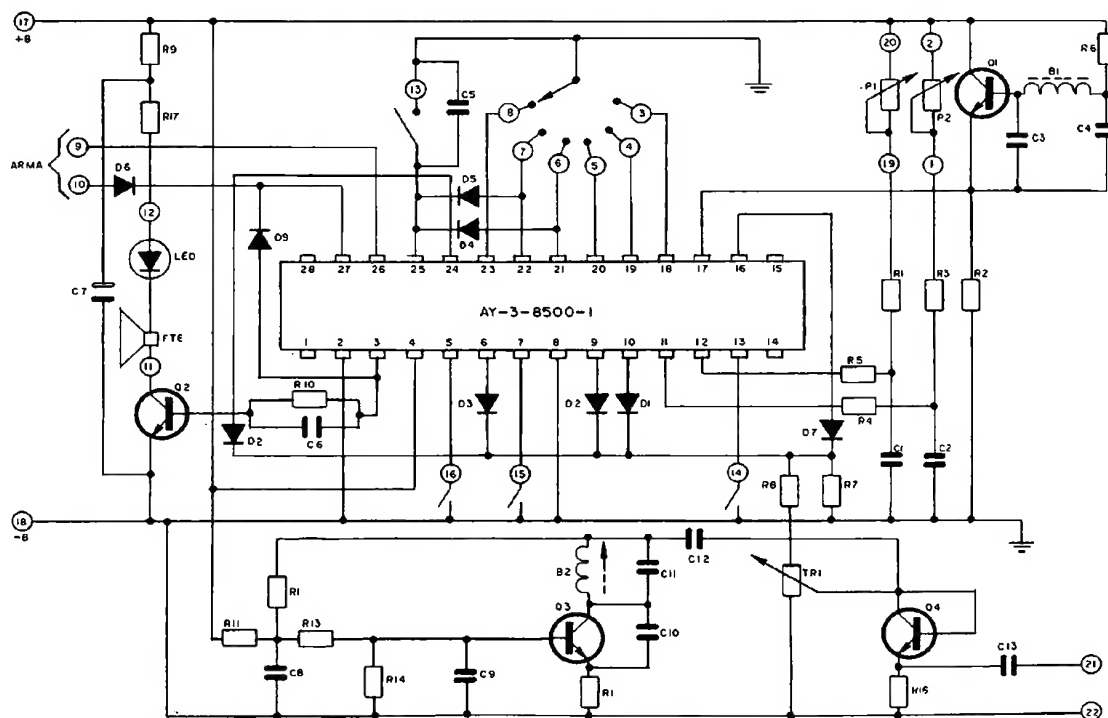 17
+B
R9
R17
ARMA
9
10
D6
12
LED
C7
FTE
11
Q2
D9
13
C5
8
7
6
5
4
3
D5
D4
20
2
P1
P2
19
1
Q1
B1
R6
C3
C4
28 27 26 25 24 23 22 21 20 19 18 17 16 15
AY-3-8500-1
1 2 3 4 5 6 7 8 9 10 11 12 13 14
R1
R3
R2
R5
R4
R10
C6
D2
D3
D2
D1
D7
16
15
14
R8
R7
C1
C2
18
-B
R1
R11
R13
C8
R14
C9
B2
C11
C12
Q3
C10
R1
TR1
Q4
C13
R16
21
22